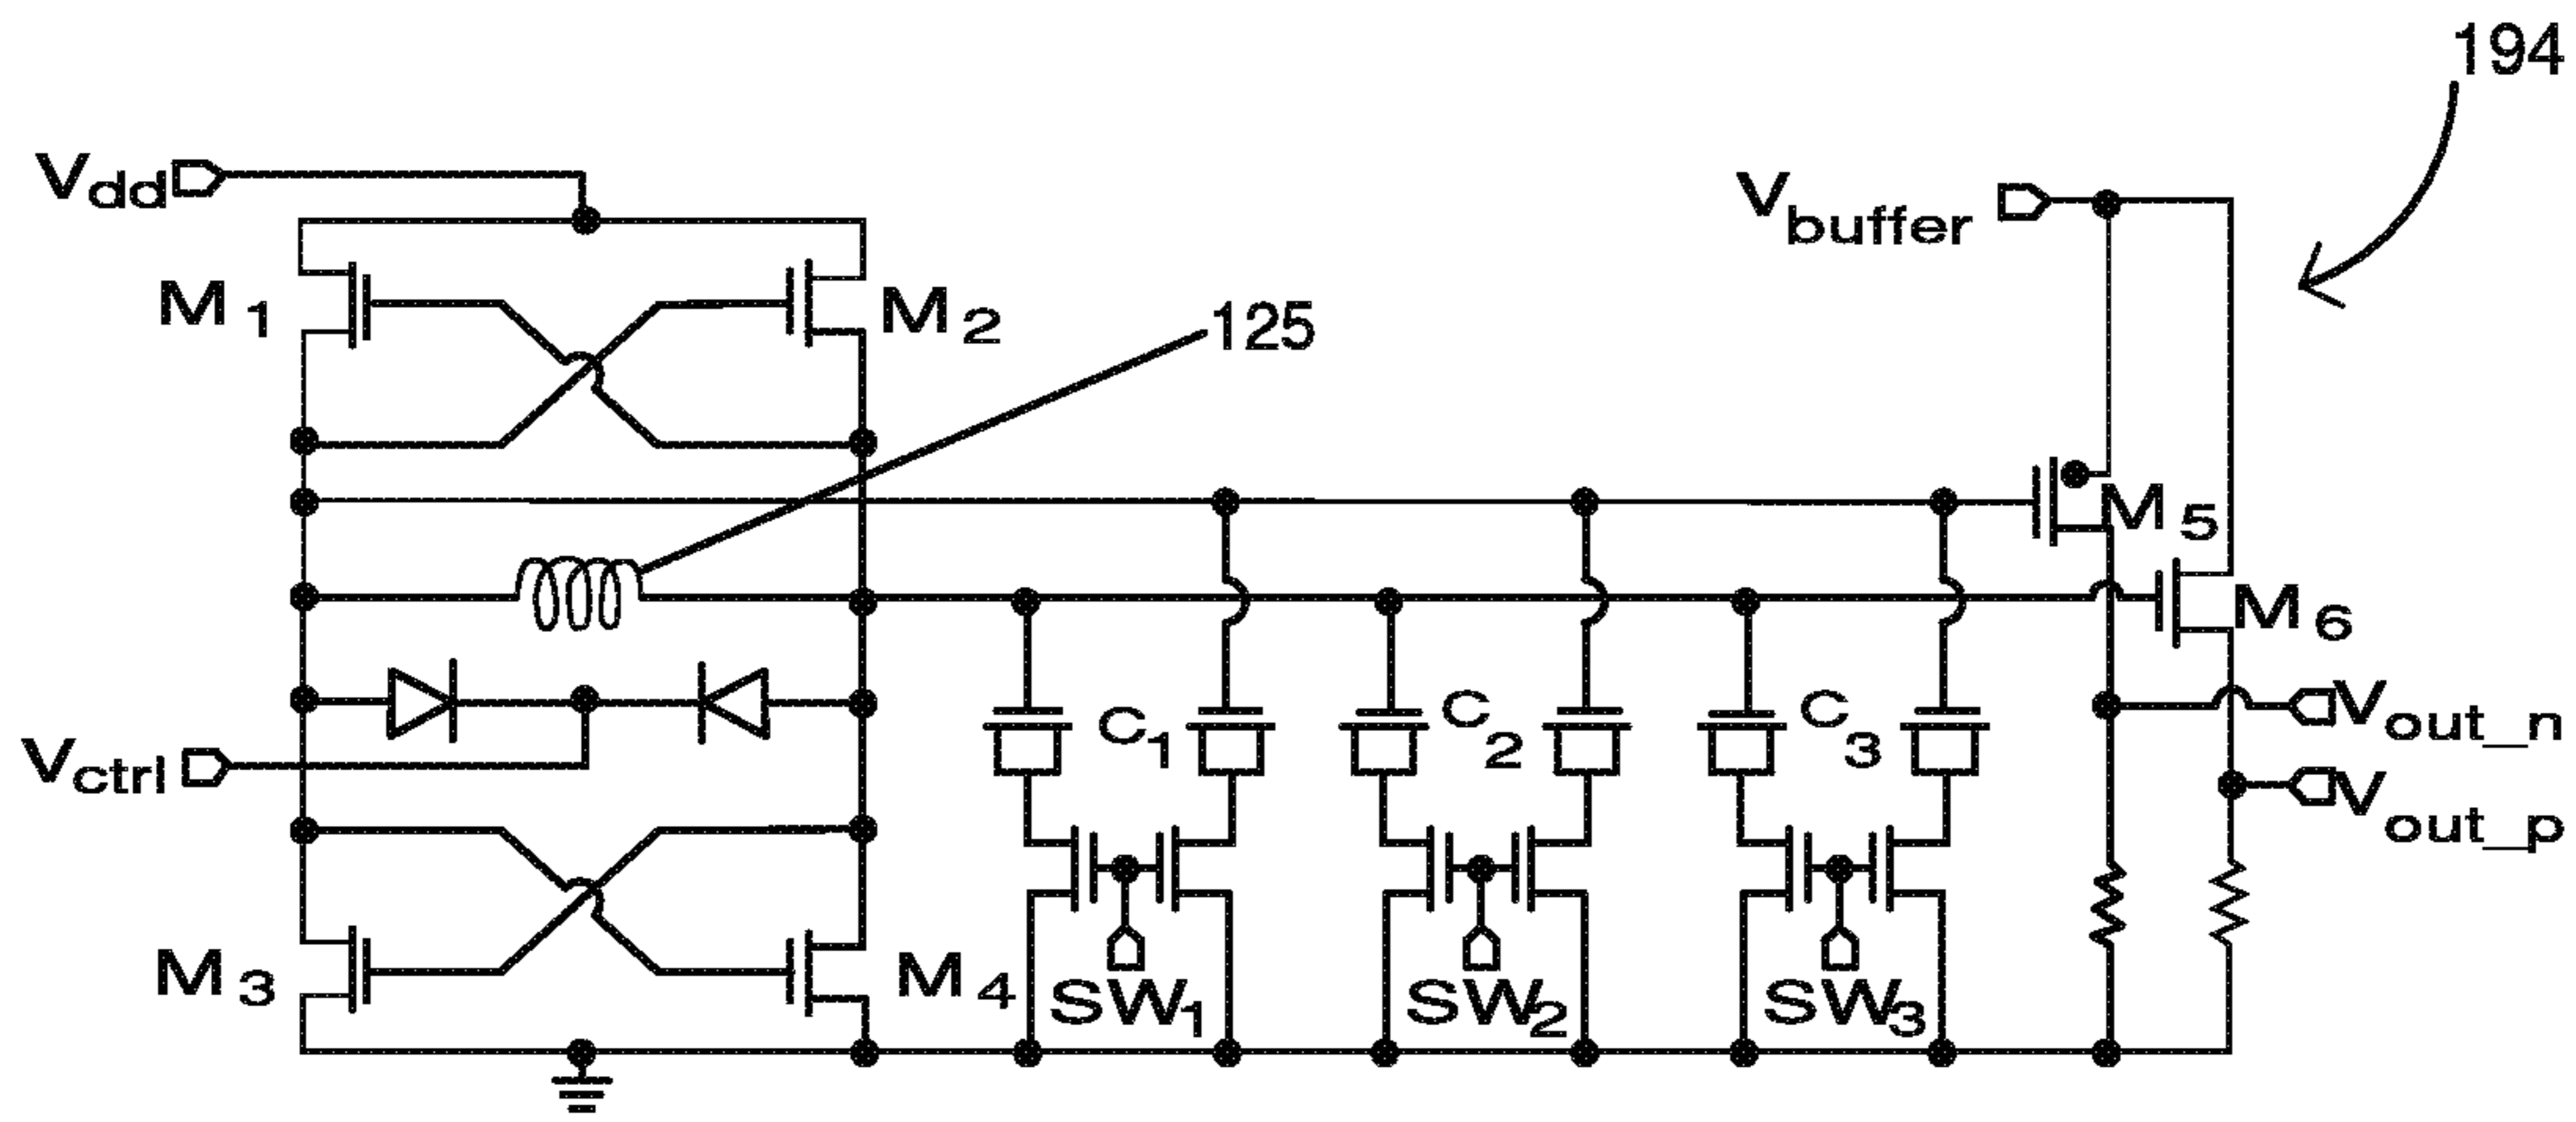 194
Vdd
Vbuffer
M1
M2
125
M5
M6
Vout_n
C1
C2
C3
Vctrl
Vout_p
M3
M4
SW1
SW2
SW3